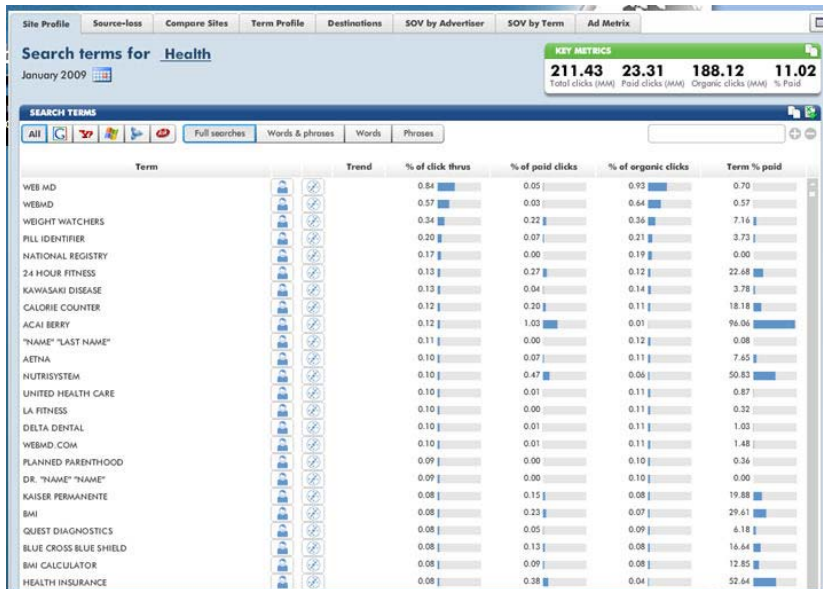 Site Profile Source-loss Compare Sites Term Profile Destinations SOV by Advertiser SOV by Term Ad Metrix
Search terms for Health
January 2009
KEY METRICS
211.43 23.31 188.12 11.02
Total clicks (MM) Paid clicks (MM) Organic clicks (MM) % Paid
SEARCH TERMS
All Full searches Words & phrases Words Phrases
Term Trend % of click thrus % of paid clicks % of organic clicks Term % paid
WEB MD 0.84 0.05 0.93 0.70
WEBMD 0.57 0.03 0.64 0.57
WEIGHT WATCHERS 0.34 0.22 0.36 7.16
PILL IDENTIFIER 0.20 0.07 0.21 3.73
NATIONAL REGISTRY 0.17 0.00 0.19 0.00
24 HOUR FITNESS 0.13 0.27 0.12 22.68
KAWASAKI DISEASE 0.13 0.04 0.14 3.78
CALORIE COUNTER 0.12 0.20 0.11 18.18
ACAI BERRY 0.12 1.03 0.01 96.06
"NAME" "LAST NAME" 0.11 0.00 0.12 0.08
AETNA 0.10 0.07 0.11 7.65
NUTRISYSTEM 0.10 0.47 0.06 50.83
UNITED HEALTH CARE 0.10 0.01 0.11 0.87
LA FITNESS 0.10 0.00 0.11 0.32
DELTA DENTAL 0.10 0.01 0.11 1.03
WEBMD.COM 0.10 0.01 0.11 1.48
PLANNED PARENTHOOD 0.09 0.00 0.10 0.36
DR. "NAME" "NAME" 0.09 0.00 0.10 0.00
KAISER PERMANENTE 0.08 0.15 0.08 19.88
BMI 0.08 0.23 0.07 29.61
QUEST DIAGNOSTICS 0.08 0.05 0.09 6.18
BLUE CROSS BLUE SHIELD 0.08 0.13 0.08 16.64
BMI CALCULATOR 0.08 0.09 0.08 12.85
HEALTH INSURANCE 0.08 0.38 0.04 52.64